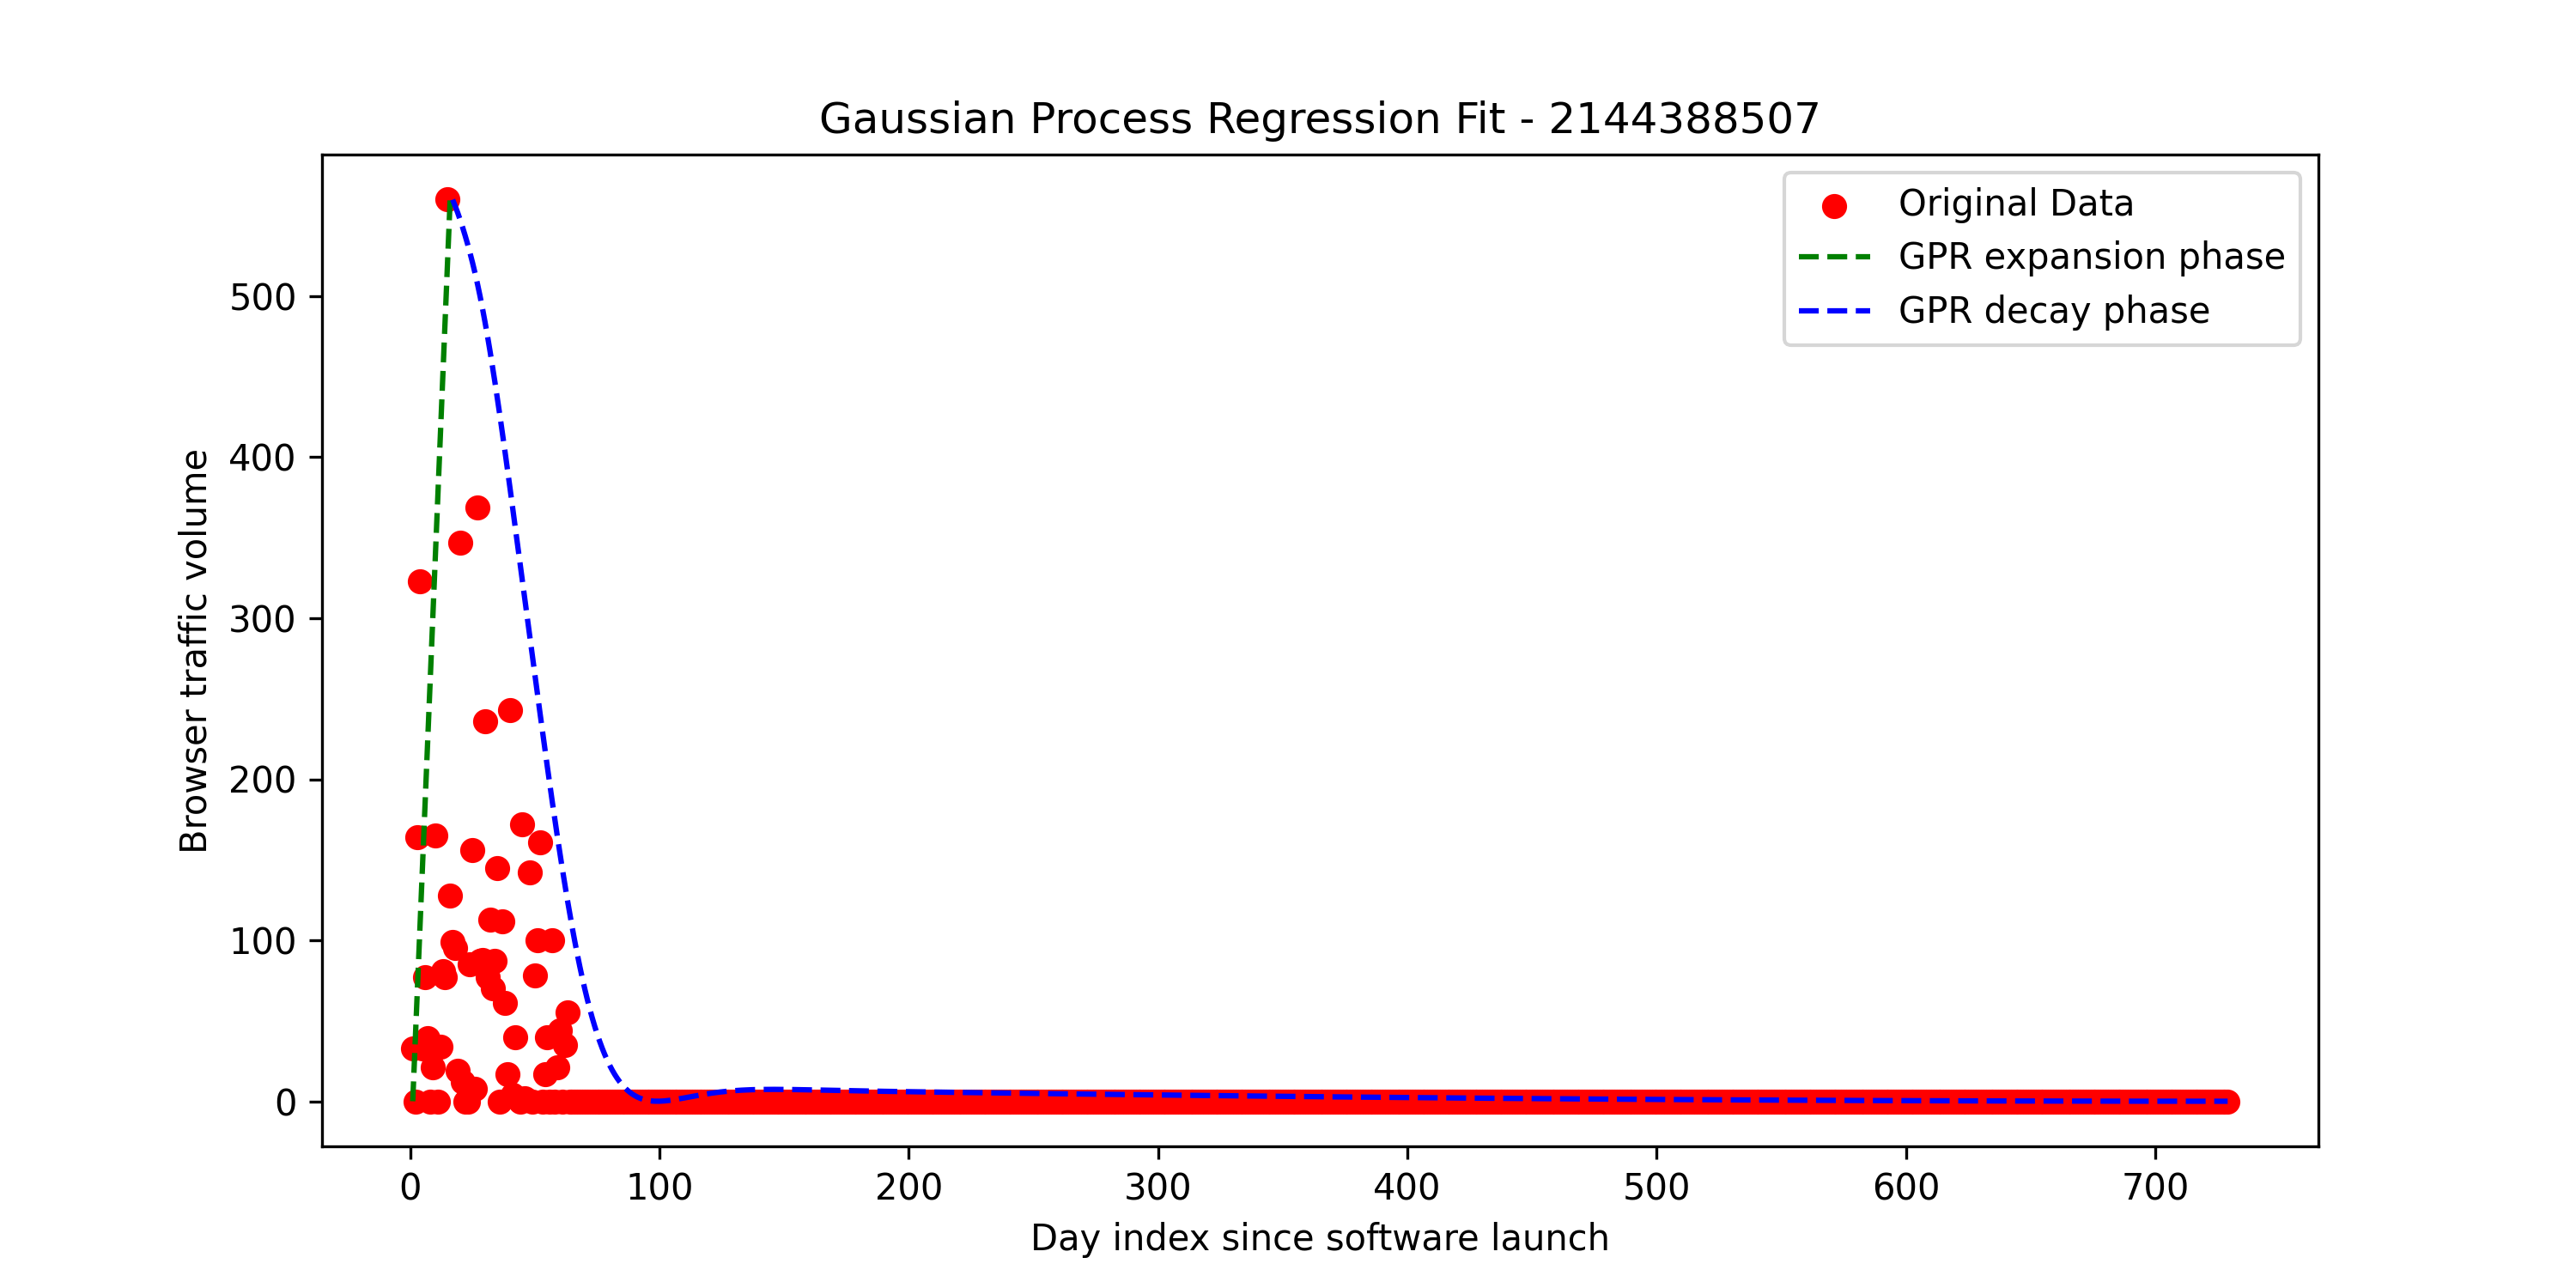 Gaussian Process Regression Fit - 2144388507
Original Data
GPR expansion phase
GPR decay phase
Browser traffic volume
500
400
300
200
100
0
0 100 200 300 400 500 600 700
Day index since software launch